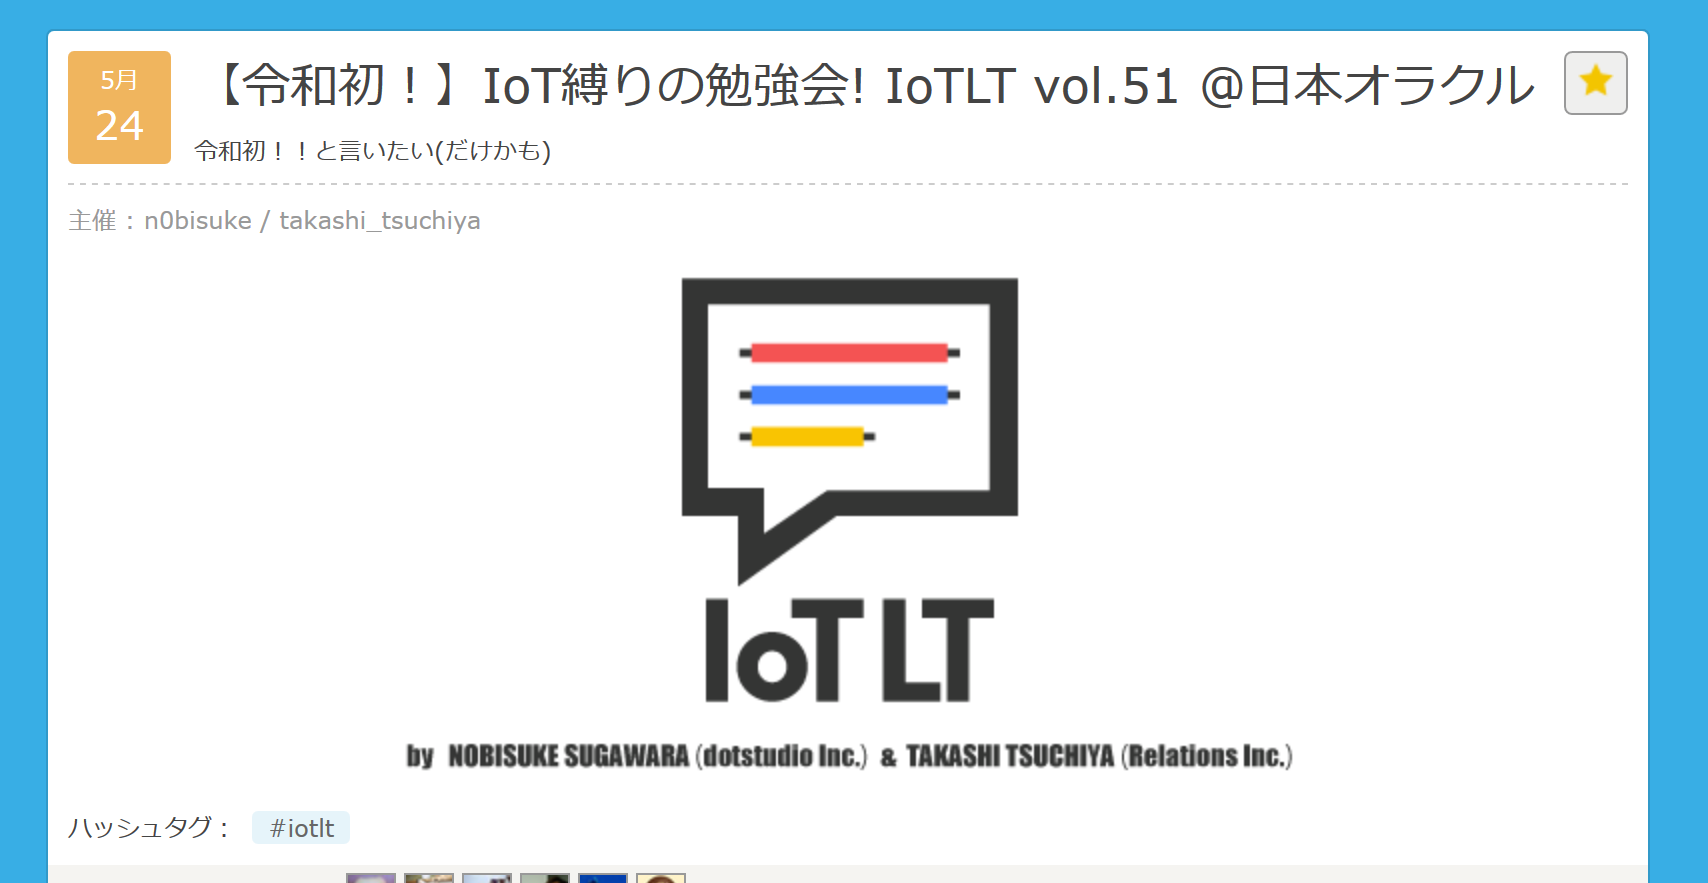 5月
24
【令和初！】IoT縛りの勉強会! IoTLT vol.51 @日本オラクル
令和初！！と言いたい(だけかも)
主催 : n0bisuke / takashi_tsuchiya
IoT LT
by NOBISUKE SUGAWARA (dotstudio Inc.) & TAKASHI TSUCHIYA (Relations Inc.)
ハッシュタグ : #iotlt